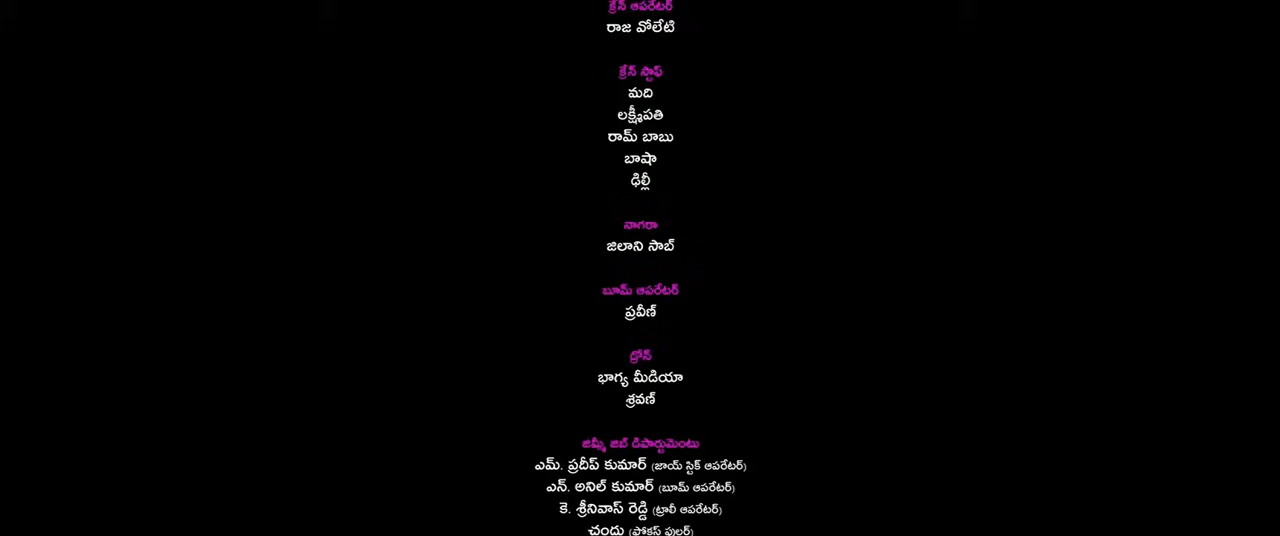 క్రేన్ ఆపరేటర్
రాజ వోలేటి
క్రేన్ స్టాఫ్
మది
లక్ష్మీపతి
రామ్ బాబు
బాషా
ఢిల్లీ
నాగరా
జిలాని సాబ్
బూమ్ ఆపరేటర్
ప్రవీణ్
డ్రోన్
భాగ్య మీడియా
శ్రవణ్
జిమ్మీ జిబ్ డిపార్టుమెంటు
ఎమ్. ప్రదీప్ కుమార్ (జాయ్ స్టిక్ ఆపరేటర్)
ఎన్. అనిల్ కుమార్ (బూమ్ ఆపరేటర్)
కె. శ్రీనివాస్ రెడ్డి (ట్రాలీ ఆపరేటర్)
చందు (ఫోకస్ పుల్లర్)